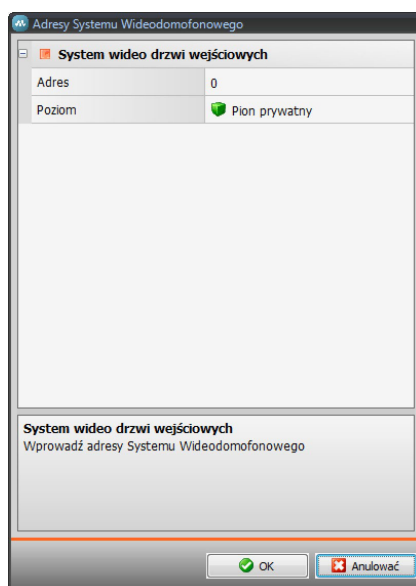 Adresy Systemu Wideodomofonowego
System wideo drzwi wejściowych
Adres 0
Poziom Pion prywatny
System wideo drzwi wejściowych
Wprowadź adresy Systemu Wideodomofonowego
OK Anulować